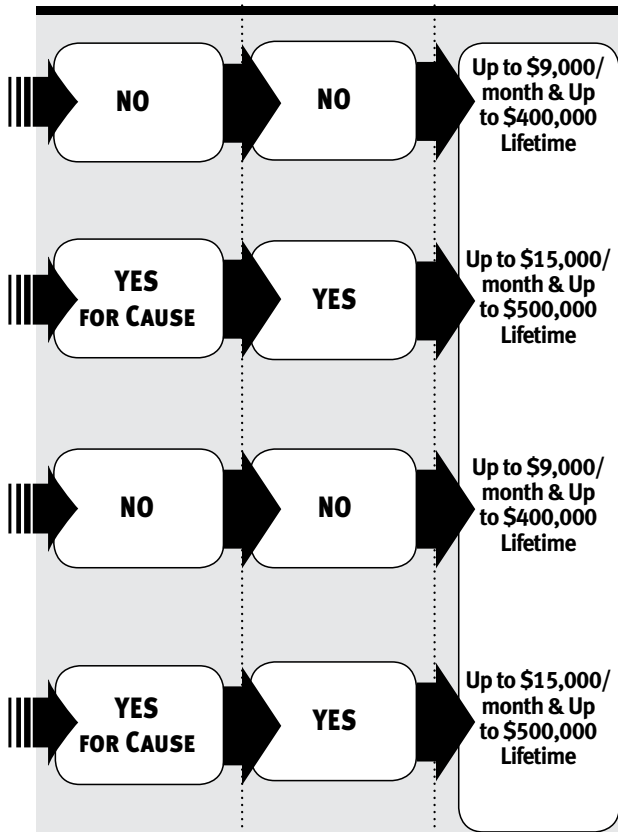 NO
NO
Up to $9,000/
month & Up
to $400,000
Lifetime
YES
FOR CAUSE
YES
Up to $15,000/
month & Up
to $500,000
Lifetime
NO
NO
Up to $9,000/
month & Up
to $400,000
Lifetime
YES
FOR CAUSE
YES
Up to $15,000/
month & Up
to $500,000
Lifetime